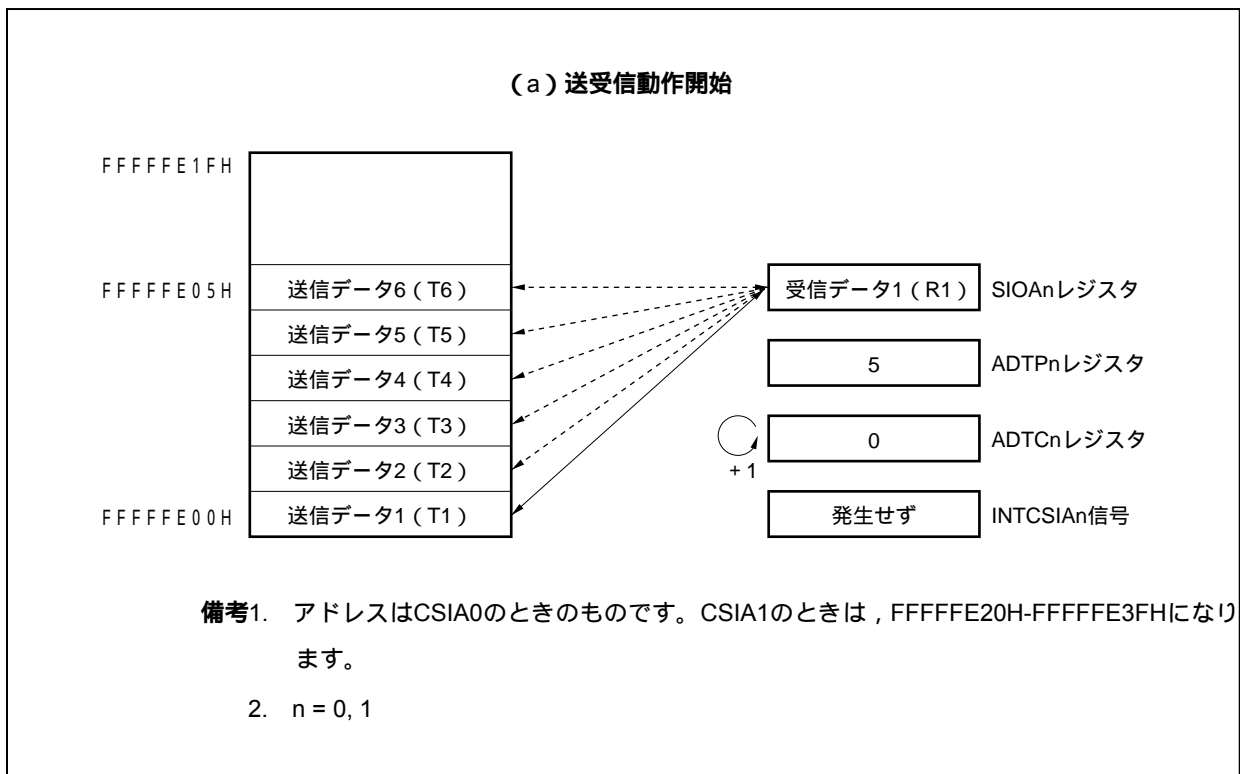 （a）送受信動作開始
FFFFFE1FH
FFFFFE05H 送信データ6（T6） 受信データ1（R1） SIOAnレジスタ
送信データ5（T5）
送信データ4（T4） 5 ADTPnレジスタ
送信データ3（T3） 0 ADTCnレジスタ
送信データ2（T2） +1
FFFFFE00H 送信データ1（T1） 発生せず INTCSIAn信号
備考1. アドレスはCSIA0のときのものです。CSIA1のときは，FFFFFE20H-FFFFFE3FHになり
ます。
2. n = 0, 1